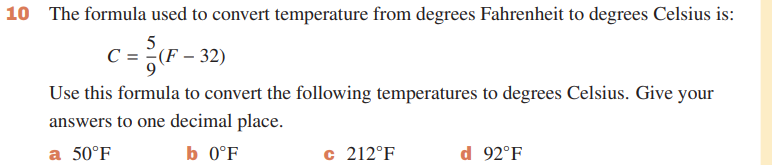 10 The formula used to convert temperature from degrees Fahrenheit to degrees Celsius is:
C = 5/9(F – 32)
Use this formula to convert the following temperatures to degrees Celsius. Give your
answers to one decimal place.
a 50°F b 0°F c 212°F d 92°F